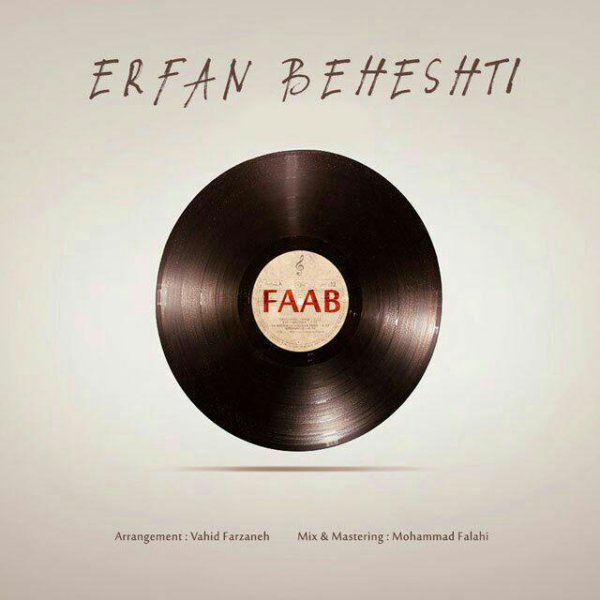 ERFAN BEHESHTI
FAAB
Arrangement : Vahid Farzaneh Mix & Mastering : Mohammad Falahi